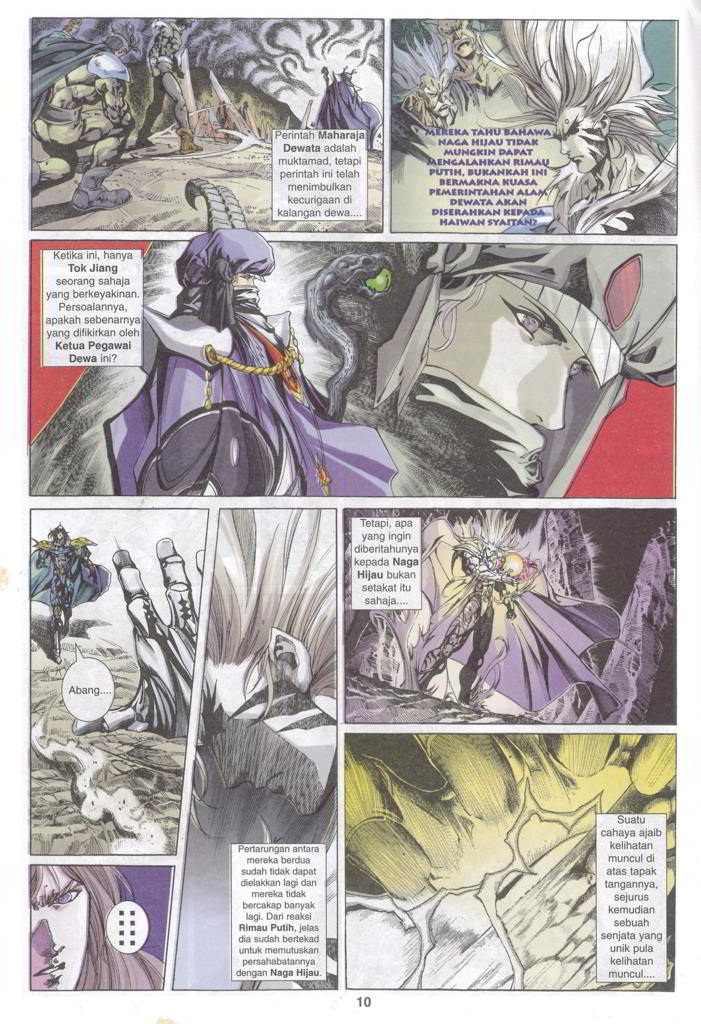 Perintah Maharaja
Dewata adalah
muktamad, tetapi
perintah ini telah
menimbulkan
kecurigaan di
kalangan dewa....
MEREKA TAHU BAHAWA
NAGA HIJAU TIDAK
MUNGKIN DAPAT
MENGALAHKAN RIMAU
PUTIH, BUKANKAH INI
BERMAKNA KUASA
PEMERINTAHAN ALAM
DEWATA AKAN
DISERAHKAN KEPADA
HAIWAN SYAITAN?
Ketika ini, hanya
Tok Jiang
seorang sahaja
yang berkeyakinan.
Persoalannya,
apakah sebenarnya
yang difikirkan oleh
Ketua Pegawai
Dewa ini?
Abang....
Pertarungan antara
mereka berdua
sudah tidak dapat
dielakkan lagi dan
mereka tidak
bercakap banyak
lagi. Dari reaksi
Rimau Putih, jelas
dia sudah bertekad
untuk memutuskan
persahabatannya
dengan Naga Hijau.
Tetapi, apa
yang ingin
diberitahunya
kepada Naga
Hijau bukan
setakat itu
sahaja....
Suatu
cahaya ajaib
kelihatan
muncul di
atas tapak
tangannya,
sejurus
kemudian
sebuah
senjata yang
unik pula
kelihatan
muncul....
10